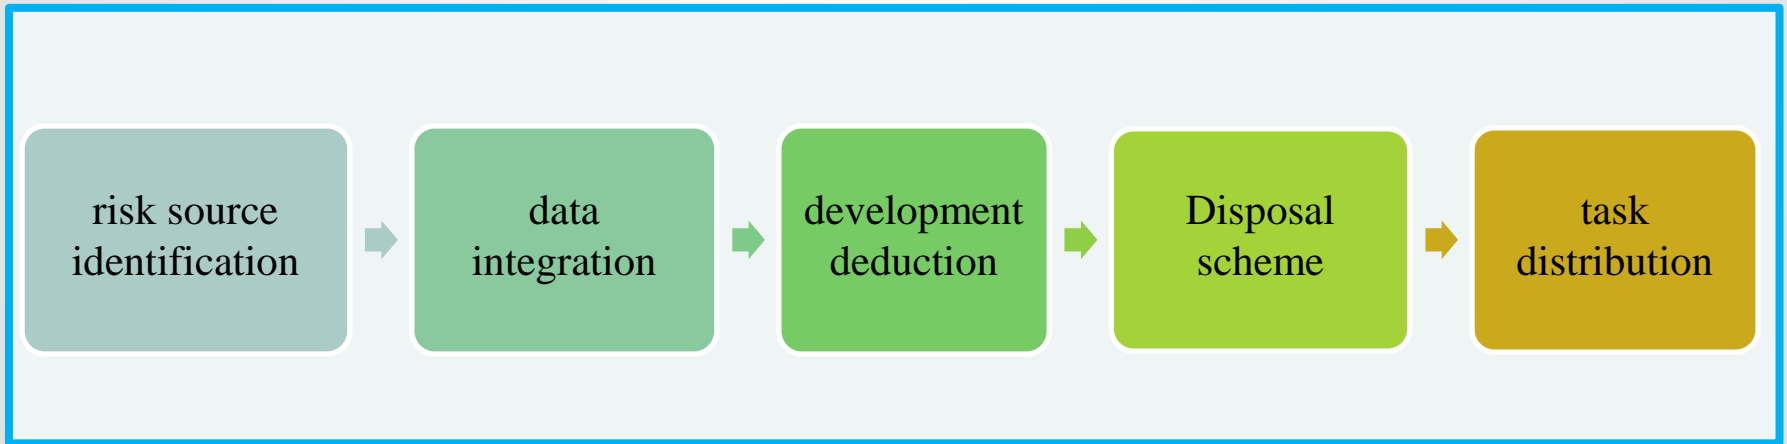 risk source
identification
data
integration
development
deduction
Disposal
scheme
task
distribution